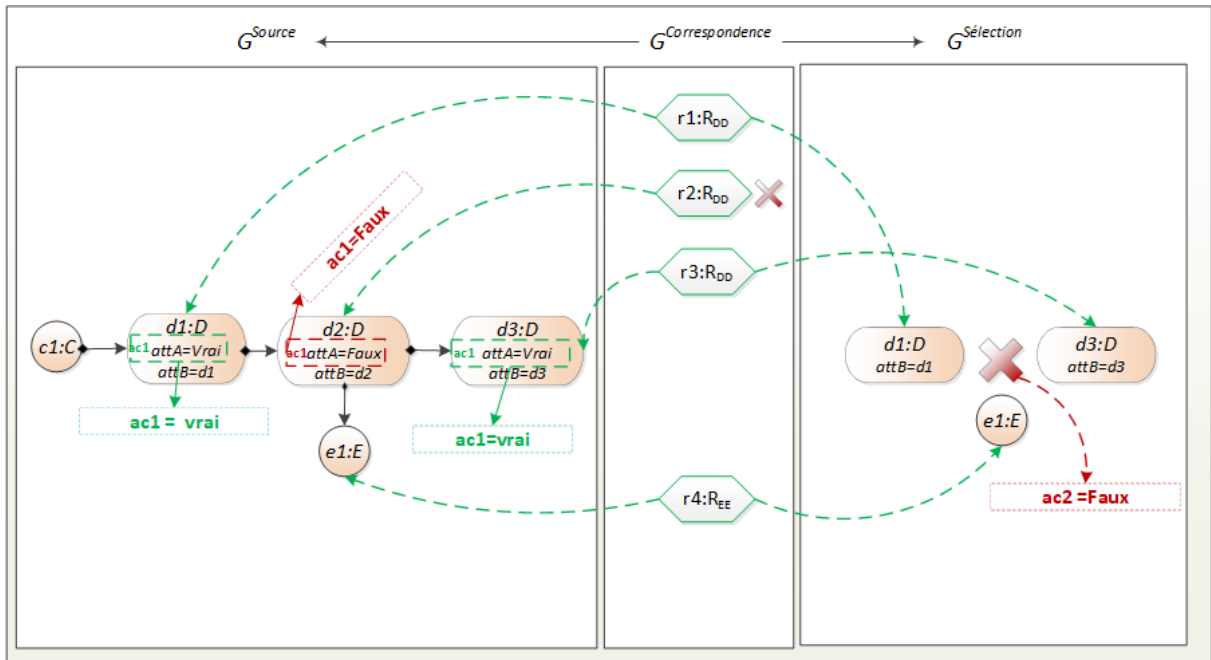 G^Source
G^Correspondence
G^Sélection
r1:R_DD
r2:R_DD
ac1=Faux
r3:R_DD
c1:C
d1:D
ac1 attA=Vrai
attB=d1
d2:D
ac1 attA=Faux
attB=d2
d3:D
ac1 attA=Vrai
attB=d3
d1:D
attB=d1
d3:D
attB=d3
ac1 = vrai
ac1=vrai
e1:E
e1:E
r4:R_EE
ac2 =Faux